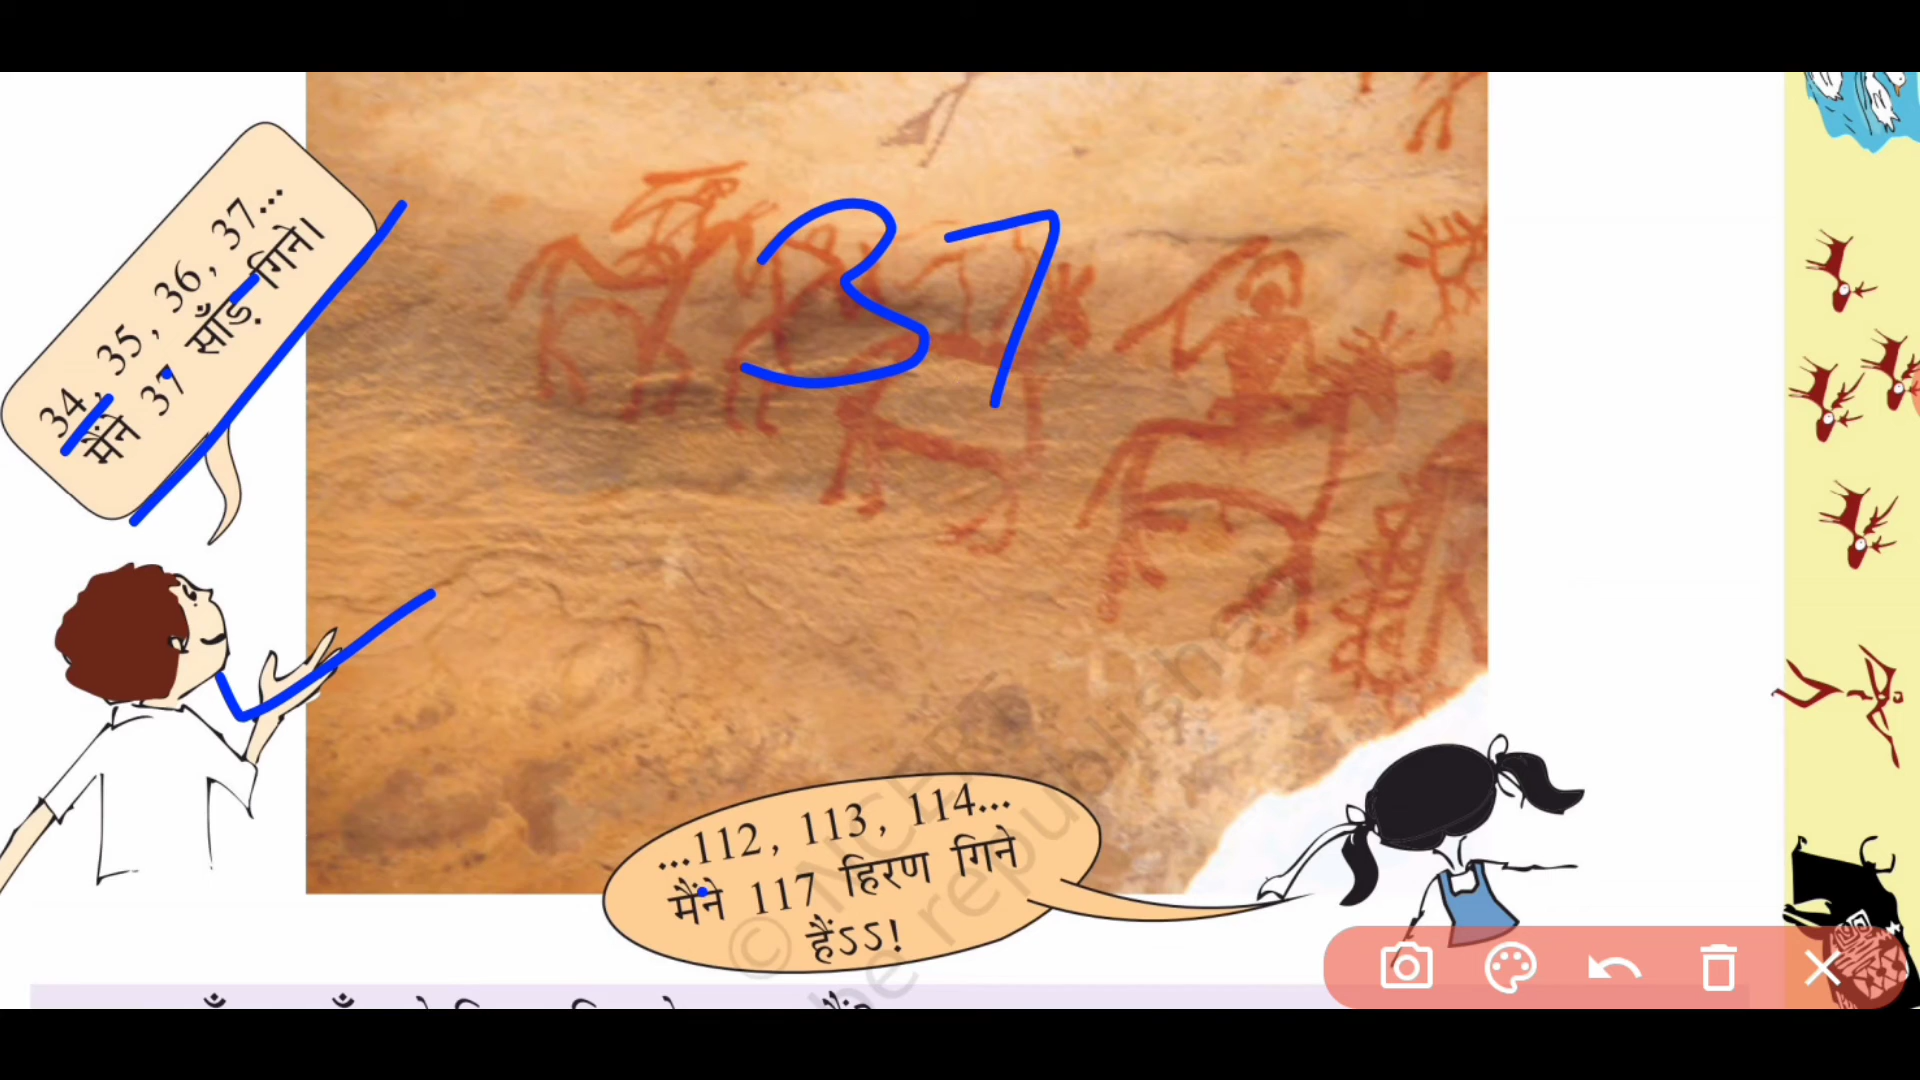 34, 35, 36, 37...
मैंने 37 साँड़ गिने।
37
...112, 113, 114...
मैंने 117 हिरण गिने
हैंऽऽ!